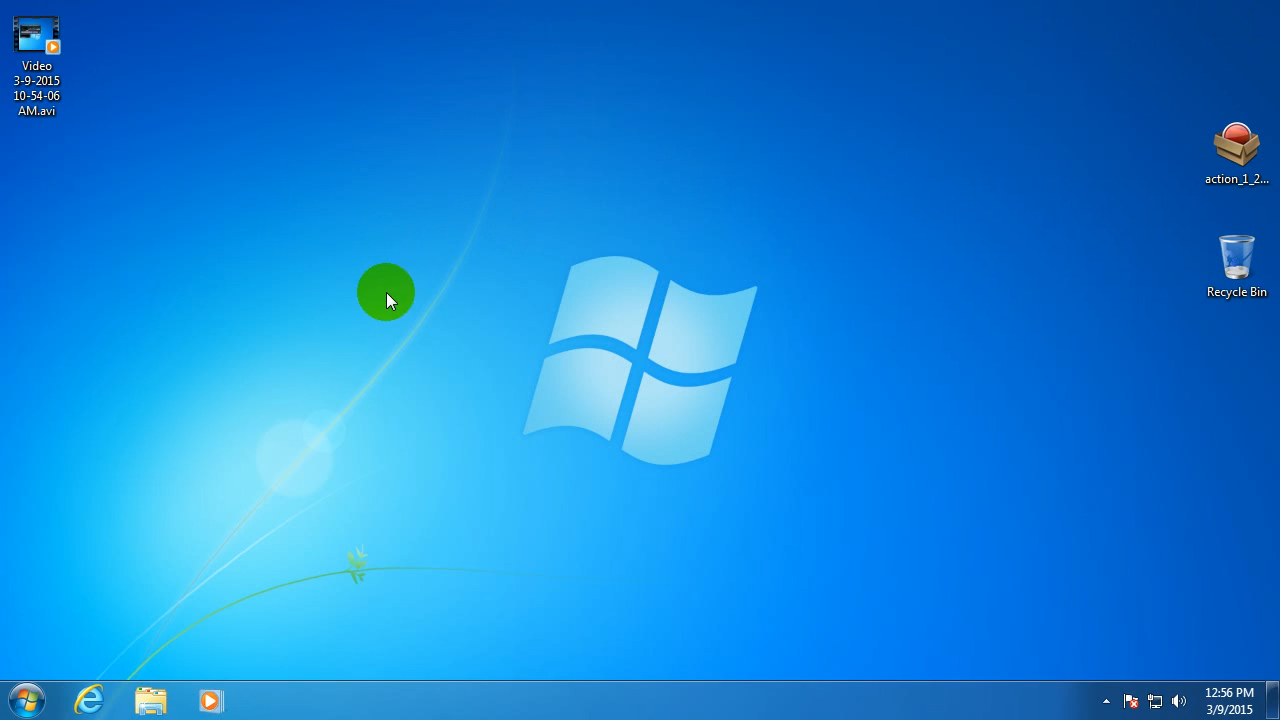 Video
3-9-2015
10-54-06
AM.avi
action_1_2...
Recycle Bin
12:56 PM
3/9/2015